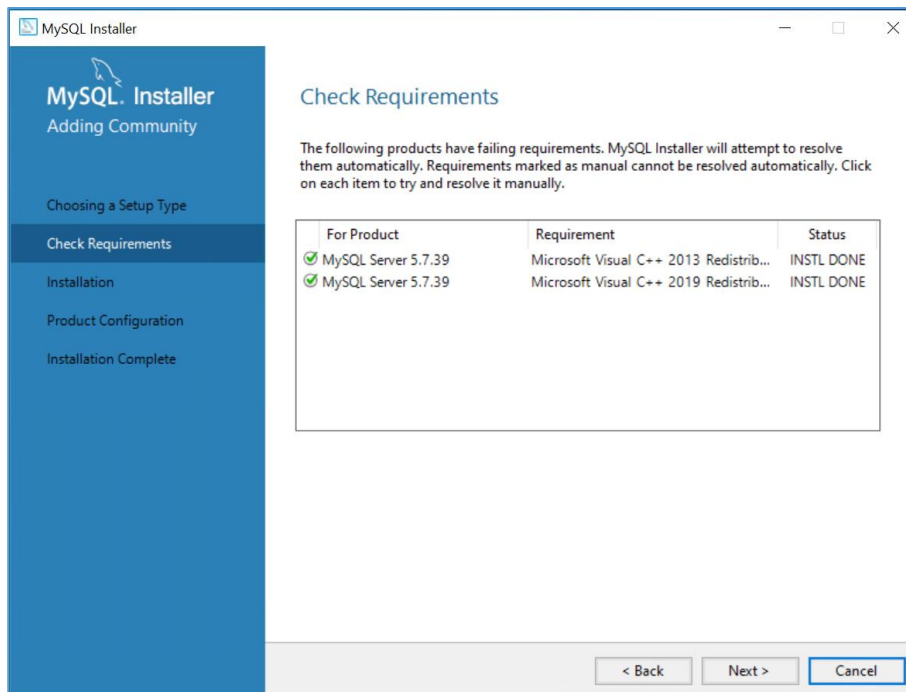 MySQL Installer
MySQL. Installer
Adding Community
Choosing a Setup Type
Check Requirements
Installation
Product Configuration
Installation Complete
Check Requirements
The following products have failing requirements. MySQL Installer will attempt to resolve
them automatically. Requirements marked as manual cannot be resolved automatically. Click
on each item to try and resolve it manually.
For Product Requirement Status
MySQL Server 5.7.39 Microsoft Visual C++ 2013 Redistrib... INSTL DONE
MySQL Server 5.7.39 Microsoft Visual C++ 2019 Redistrib... INSTL DONE
< Back Next > Cancel